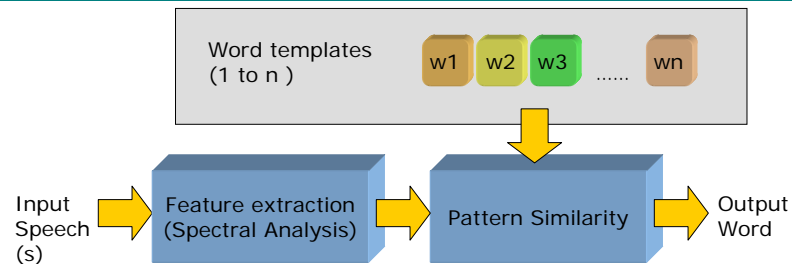 Word templates
(1 to n )
w1 w2 w3 ...... wn
Input
Speech
(s)
Feature extraction
(Spectral Analysis)
Pattern Similarity
Output
Word